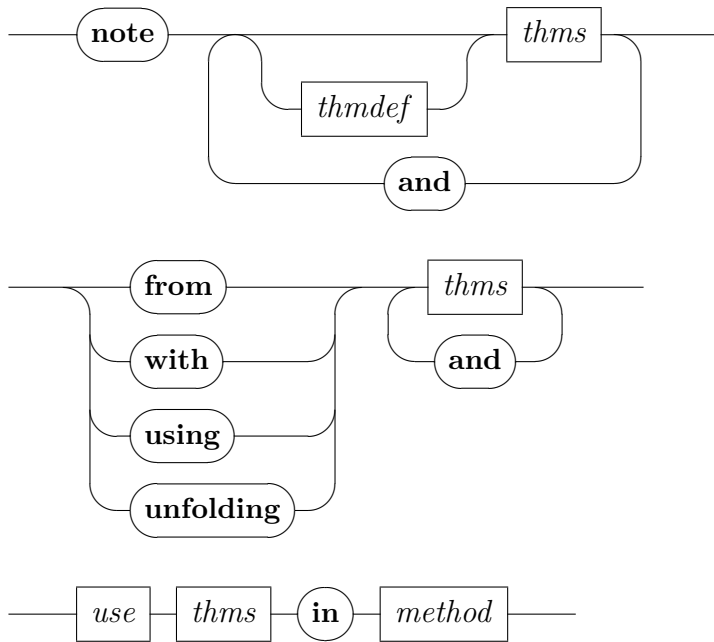 note thms
thmdef
and
from thms
with and
using
unfolding
use thms in method